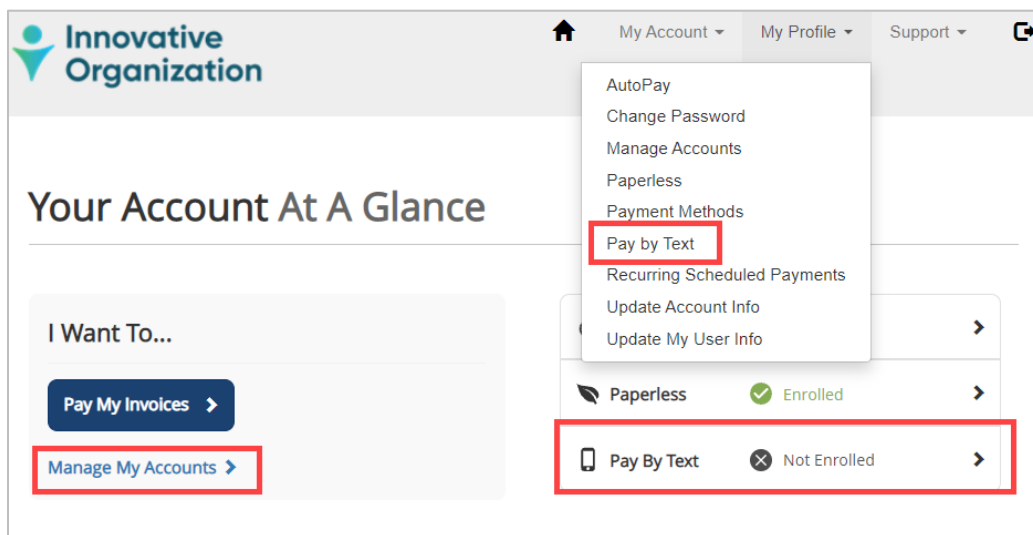 Innovative
Organization
My Account
My Profile
Support
AutoPay
Change Password
Manage Accounts
Paperless
Payment Methods
Pay by Text
Recurring Scheduled Payments
Update Account Info
Update My User Info
Your Account At A Glance
I Want To...
Pay My Invoices
Manage My Accounts
Paperless
Enrolled
Pay By Text
Not Enrolled